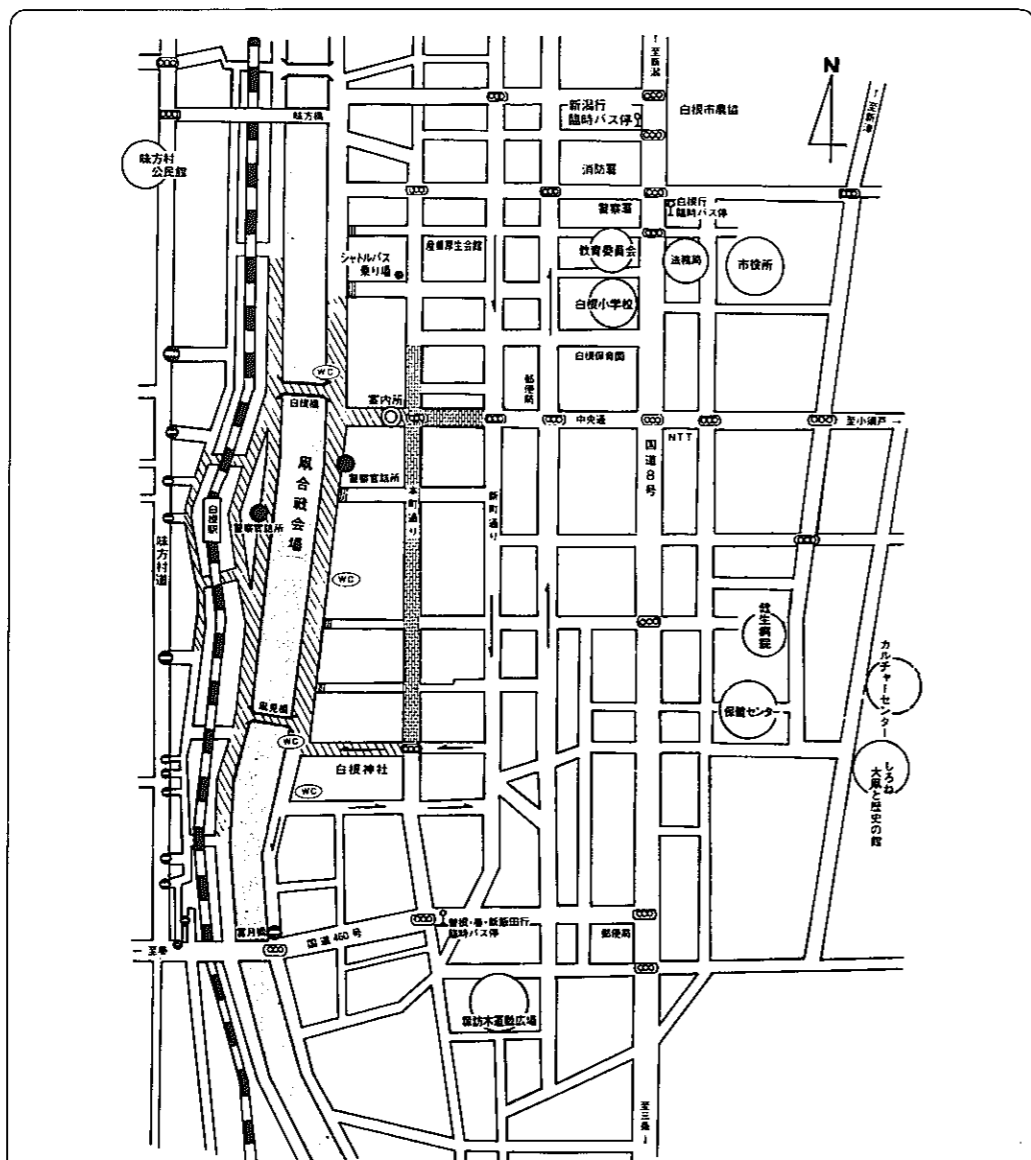 ↑至新潟
N
新潟行
臨時バス停
白根市農協
↑至新津
味方橋
味方村
公民館
消防署
警察署
白根行
臨時バス停
産業厚生会館
教育委員会
法務局
市役所
シャトルバス
乗り場
白根小学校
白根保育園
郵便局
WC
白根橋
案内所
中央通
至小須戸→
NTT
国道8号
凧合戦会場
警察官詰所
本町通り
新町通り
白根駅
警察官詰所
味方村道
WC
健生病院
カルチャーセンター
保健センター
凧見橋
WC
白根神社
しろね
大凧と歴史の館
WC
曽根・巻・新飯田行
臨時バス停
郵便局
国道460号
←至巻
諏訪木運動広場
至三条↓